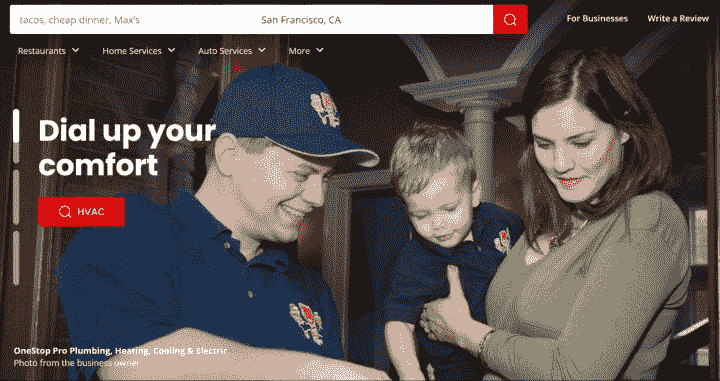 tacos, cheap dinner, Max's
San Francisco, CA
For Businesses
Write a Review
Restaurants
Home Services
Auto Services
More
Dial up your
comfort
HVAC
OneStop Pro Plumbing, Heating, Cooling & Electric
Photo from the business owner